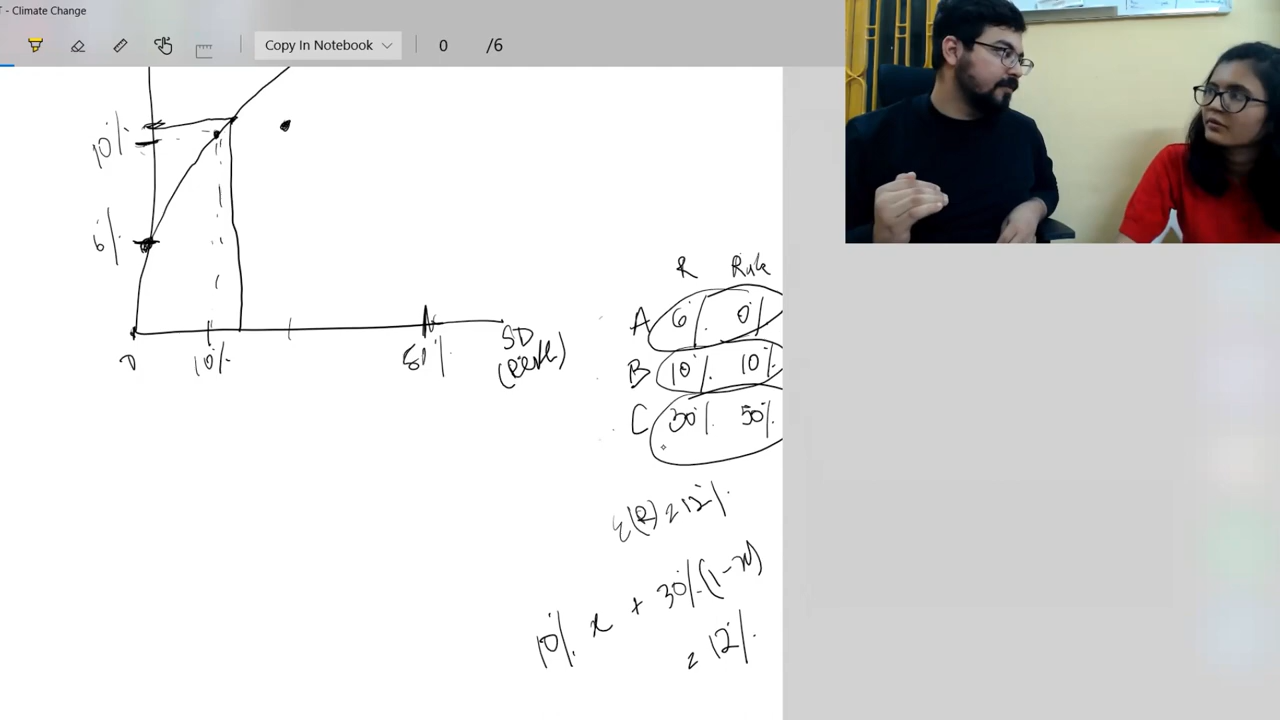 - Climate Change
Copy In Notebook
0 /6
10%
6%
0 10% 50% SD
(Risk)
R Risk
A 6% 0%
B 10% 10%
C 30% 50%
E(R) = 12%
10% x + 30% (1-x)
= 12%